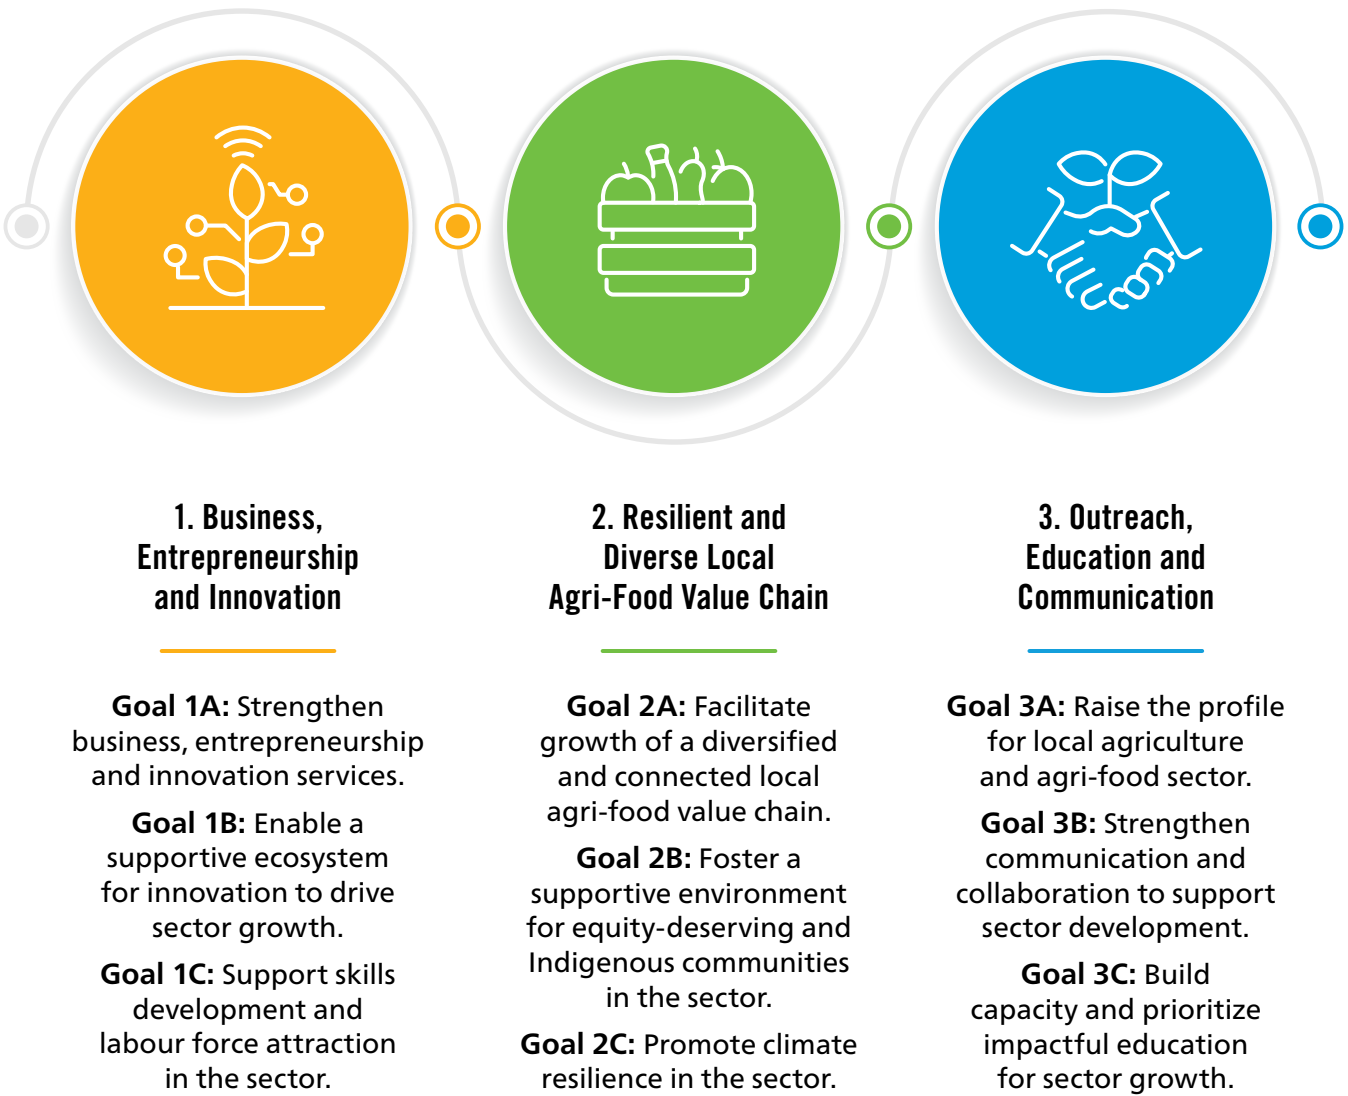 1. Business,
Entrepreneurship
and Innovation
Goal 1A: Strengthen
business, entrepreneurship
and innovation services.
Goal 1B: Enable a
supportive ecosystem
for innovation to drive
sector growth.
Goal 1C: Support skills
development and
labour force attraction
in the sector.
2. Resilient and
Diverse Local
Agri-Food Value Chain
Goal 2A: Facilitate
growth of a diversified
and connected local
agri-food value chain.
Goal 2B: Foster a
supportive environment
for equity-deserving and
Indigenous communities
in the sector.
Goal 2C: Promote climate
resilience in the sector.
3. Outreach,
Education and
Communication
Goal 3A: Raise the profile
for local agriculture
and agri-food sector.
Goal 3B: Strengthen
communication and
collaboration to support
sector development.
Goal 3C: Build
capacity and prioritize
impactful education
for sector growth.